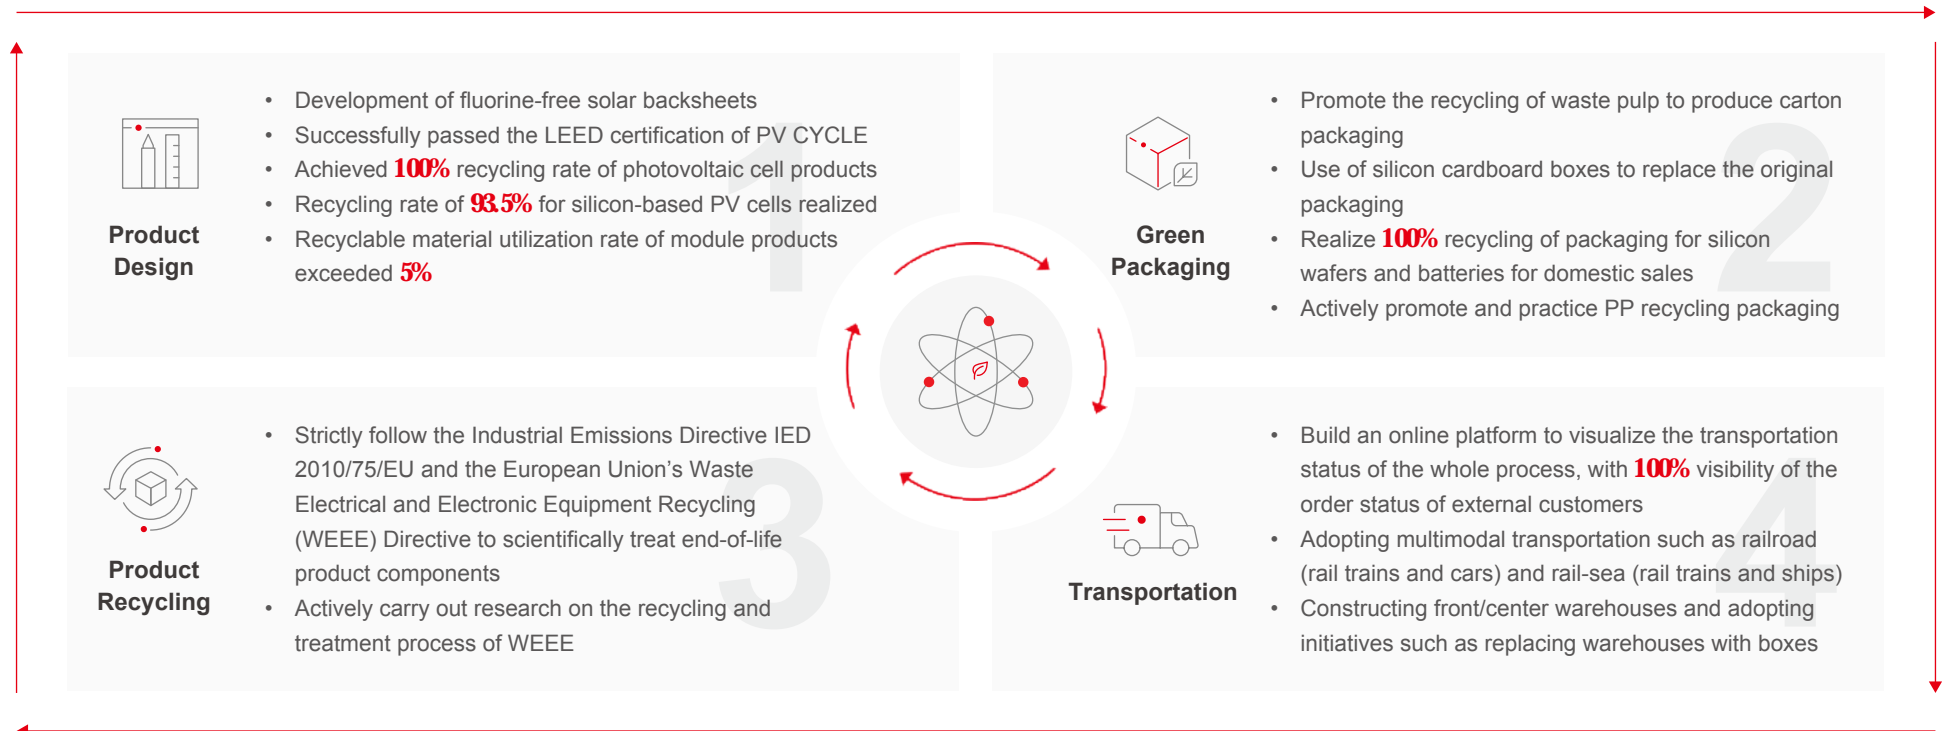 1
Product
Design
• Development of fluorine-free solar backsheets
• Successfully passed the LEED certification of PV CYCLE
• Achieved 100% recycling rate of photovoltaic cell products
• Recycling rate of 93.5% for silicon-based PV cells realized
• Recyclable material utilization rate of module products
exceeded 5%
2
Green
Packaging
• Promote the recycling of waste pulp to produce carton
packaging
• Use of silicon cardboard boxes to replace the original
packaging
• Realize 100% recycling of packaging for silicon
wafers and batteries for domestic sales
• Actively promote and practice PP recycling packaging
3
Product
Recycling
• Strictly follow the Industrial Emissions Directive IED
2010/75/EU and the European Union’s Waste
Electrical and Electronic Equipment Recycling
(WEEE) Directive to scientifically treat end-of-life
product components
• Actively carry out research on the recycling and
treatment process of WEEE
4
Transportation
• Build an online platform to visualize the transportation
status of the whole process, with 100% visibility of the
order status of external customers
• Adopting multimodal transportation such as railroad
(rail trains and cars) and rail-sea (rail trains and ships)
• Constructing front/center warehouses and adopting
initiatives such as replacing warehouses with boxes